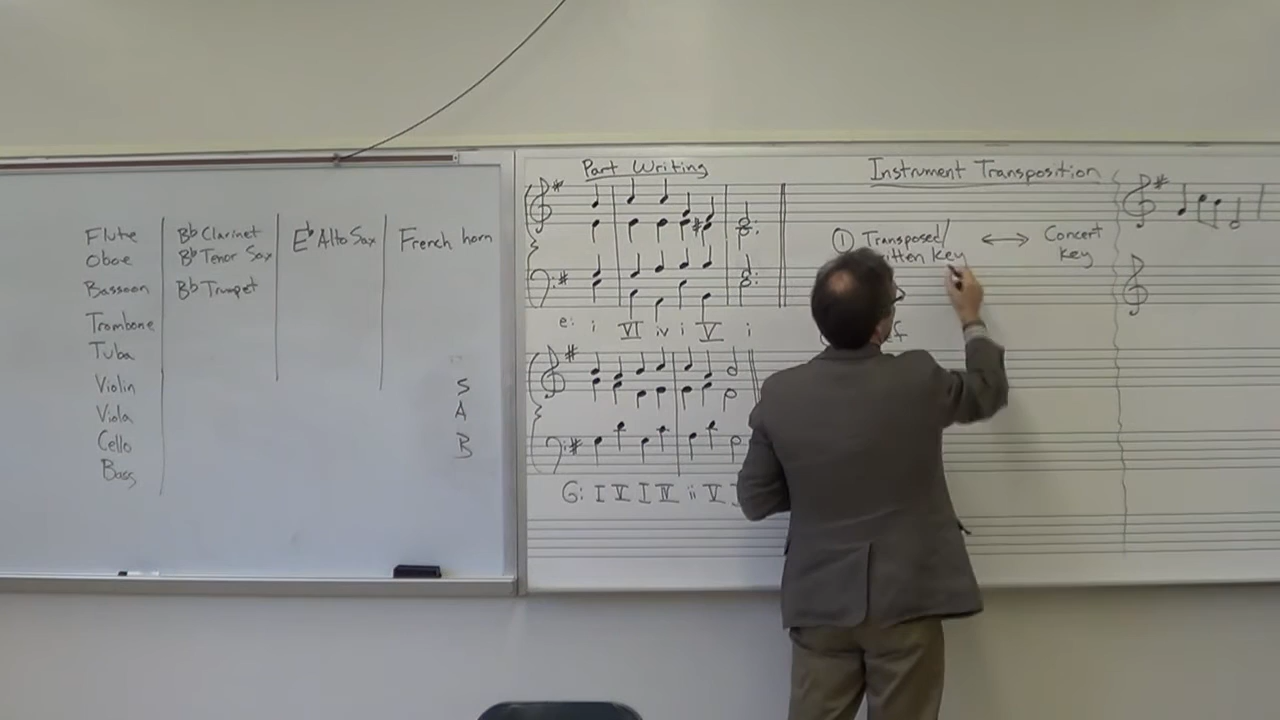 Flute
Oboe
Bassoon
Trombone
Tuba
Violin
Viola
Cello
Bass
B♭ Clarinet
B♭ Tenor Sax
B♭ Trumpet
E♭ Alto Sax
French horn
S
A
B
Part Writing
e: i VI iv i V i
G: I V I IV ii V
Instrument Transposition
① Transposed/ ↔ Concert
key key